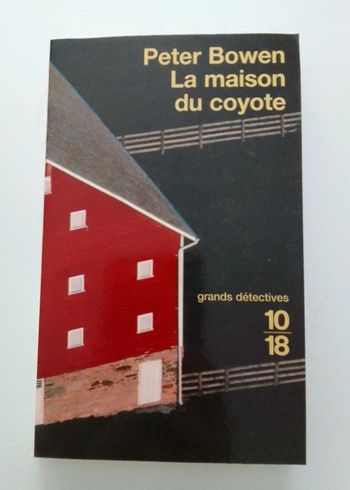 Peter Bowen
La maison
du coyote
grands détectives
10
18